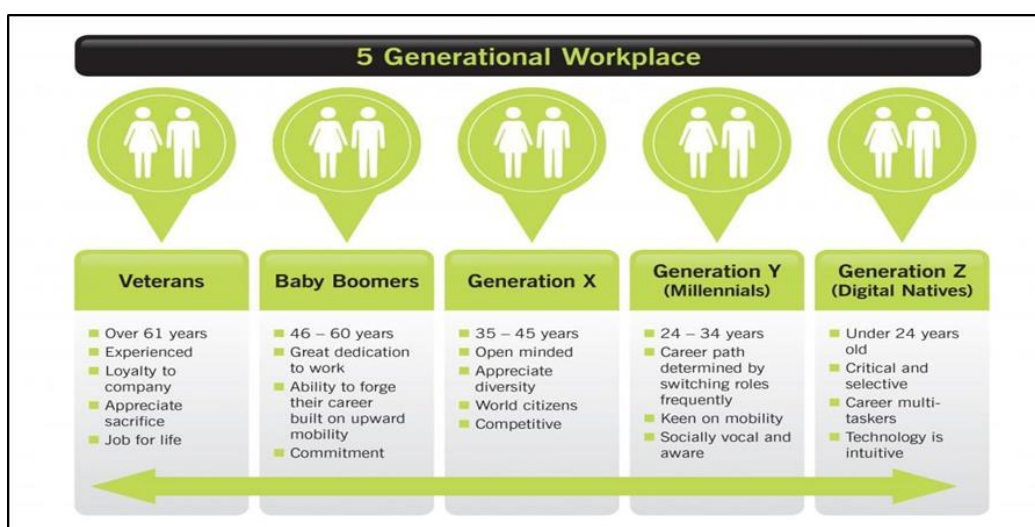 5 Generational Workplace
Veterans
Over 61 years
Experienced
Loyalty to
company
Appreciate
sacrifice
Job for life
Baby Boomers
46 – 60 years
Great dedication
to work
Ability to forge
their career
built on upward
mobility
Commitment
Generation X
35 – 45 years
Open minded
Appreciate
diversity
World citizens
Competitive
Generation Y
(Millennials)
24 – 34 years
Career path
determined by
switching roles
frequently
Keen on mobility
Socially vocal and
aware
Generation Z
(Digital Natives)
Under 24 years
old
Critical and
selective
Career multi-
taskers
Technology is
intuitive